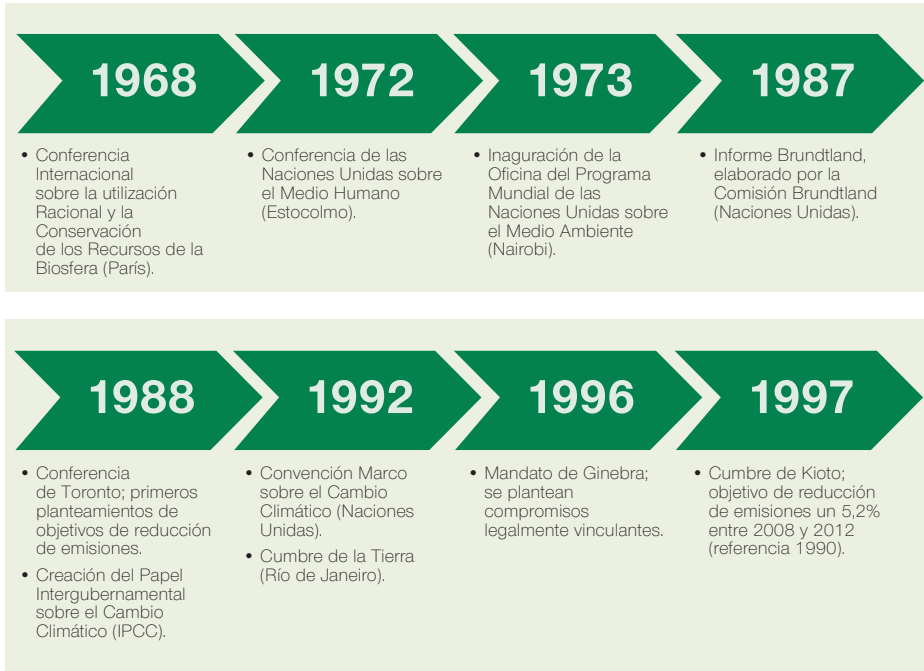 1968
• Conferencia
Internacional
sobre la utilización
Racional y la
Conservación
de los Recursos de la
Biosfera (París).
1972
• Conferencia de las
Naciones Unidas sobre
el Medio Humano
(Estocolmo).
1973
• Inaguración de la
Oficina del Programa
Mundial de las
Naciones Unidas sobre
el Medio Ambiente
(Nairobi).
1987
• Informe Brundtland,
elaborado por la
Comisión Brundtland
(Naciones Unidas).
1988
• Conferencia
de Toronto; primeros
planteamientos de
objetivos de reducción
de emisiones.
• Creación del Papel
Intergubernamental
sobre el Cambio
Climático (IPCC).
1992
• Convención Marco
sobre el Cambio
Climático (Naciones
Unidas).
• Cumbre de la Tierra
(Río de Janeiro).
1996
• Mandato de Ginebra;
se plantean
compromisos
legalmente vinculantes.
1997
• Cumbre de Kioto;
objetivo de reducción
de emisiones un 5,2%
entre 2008 y 2012
(referencia 1990).